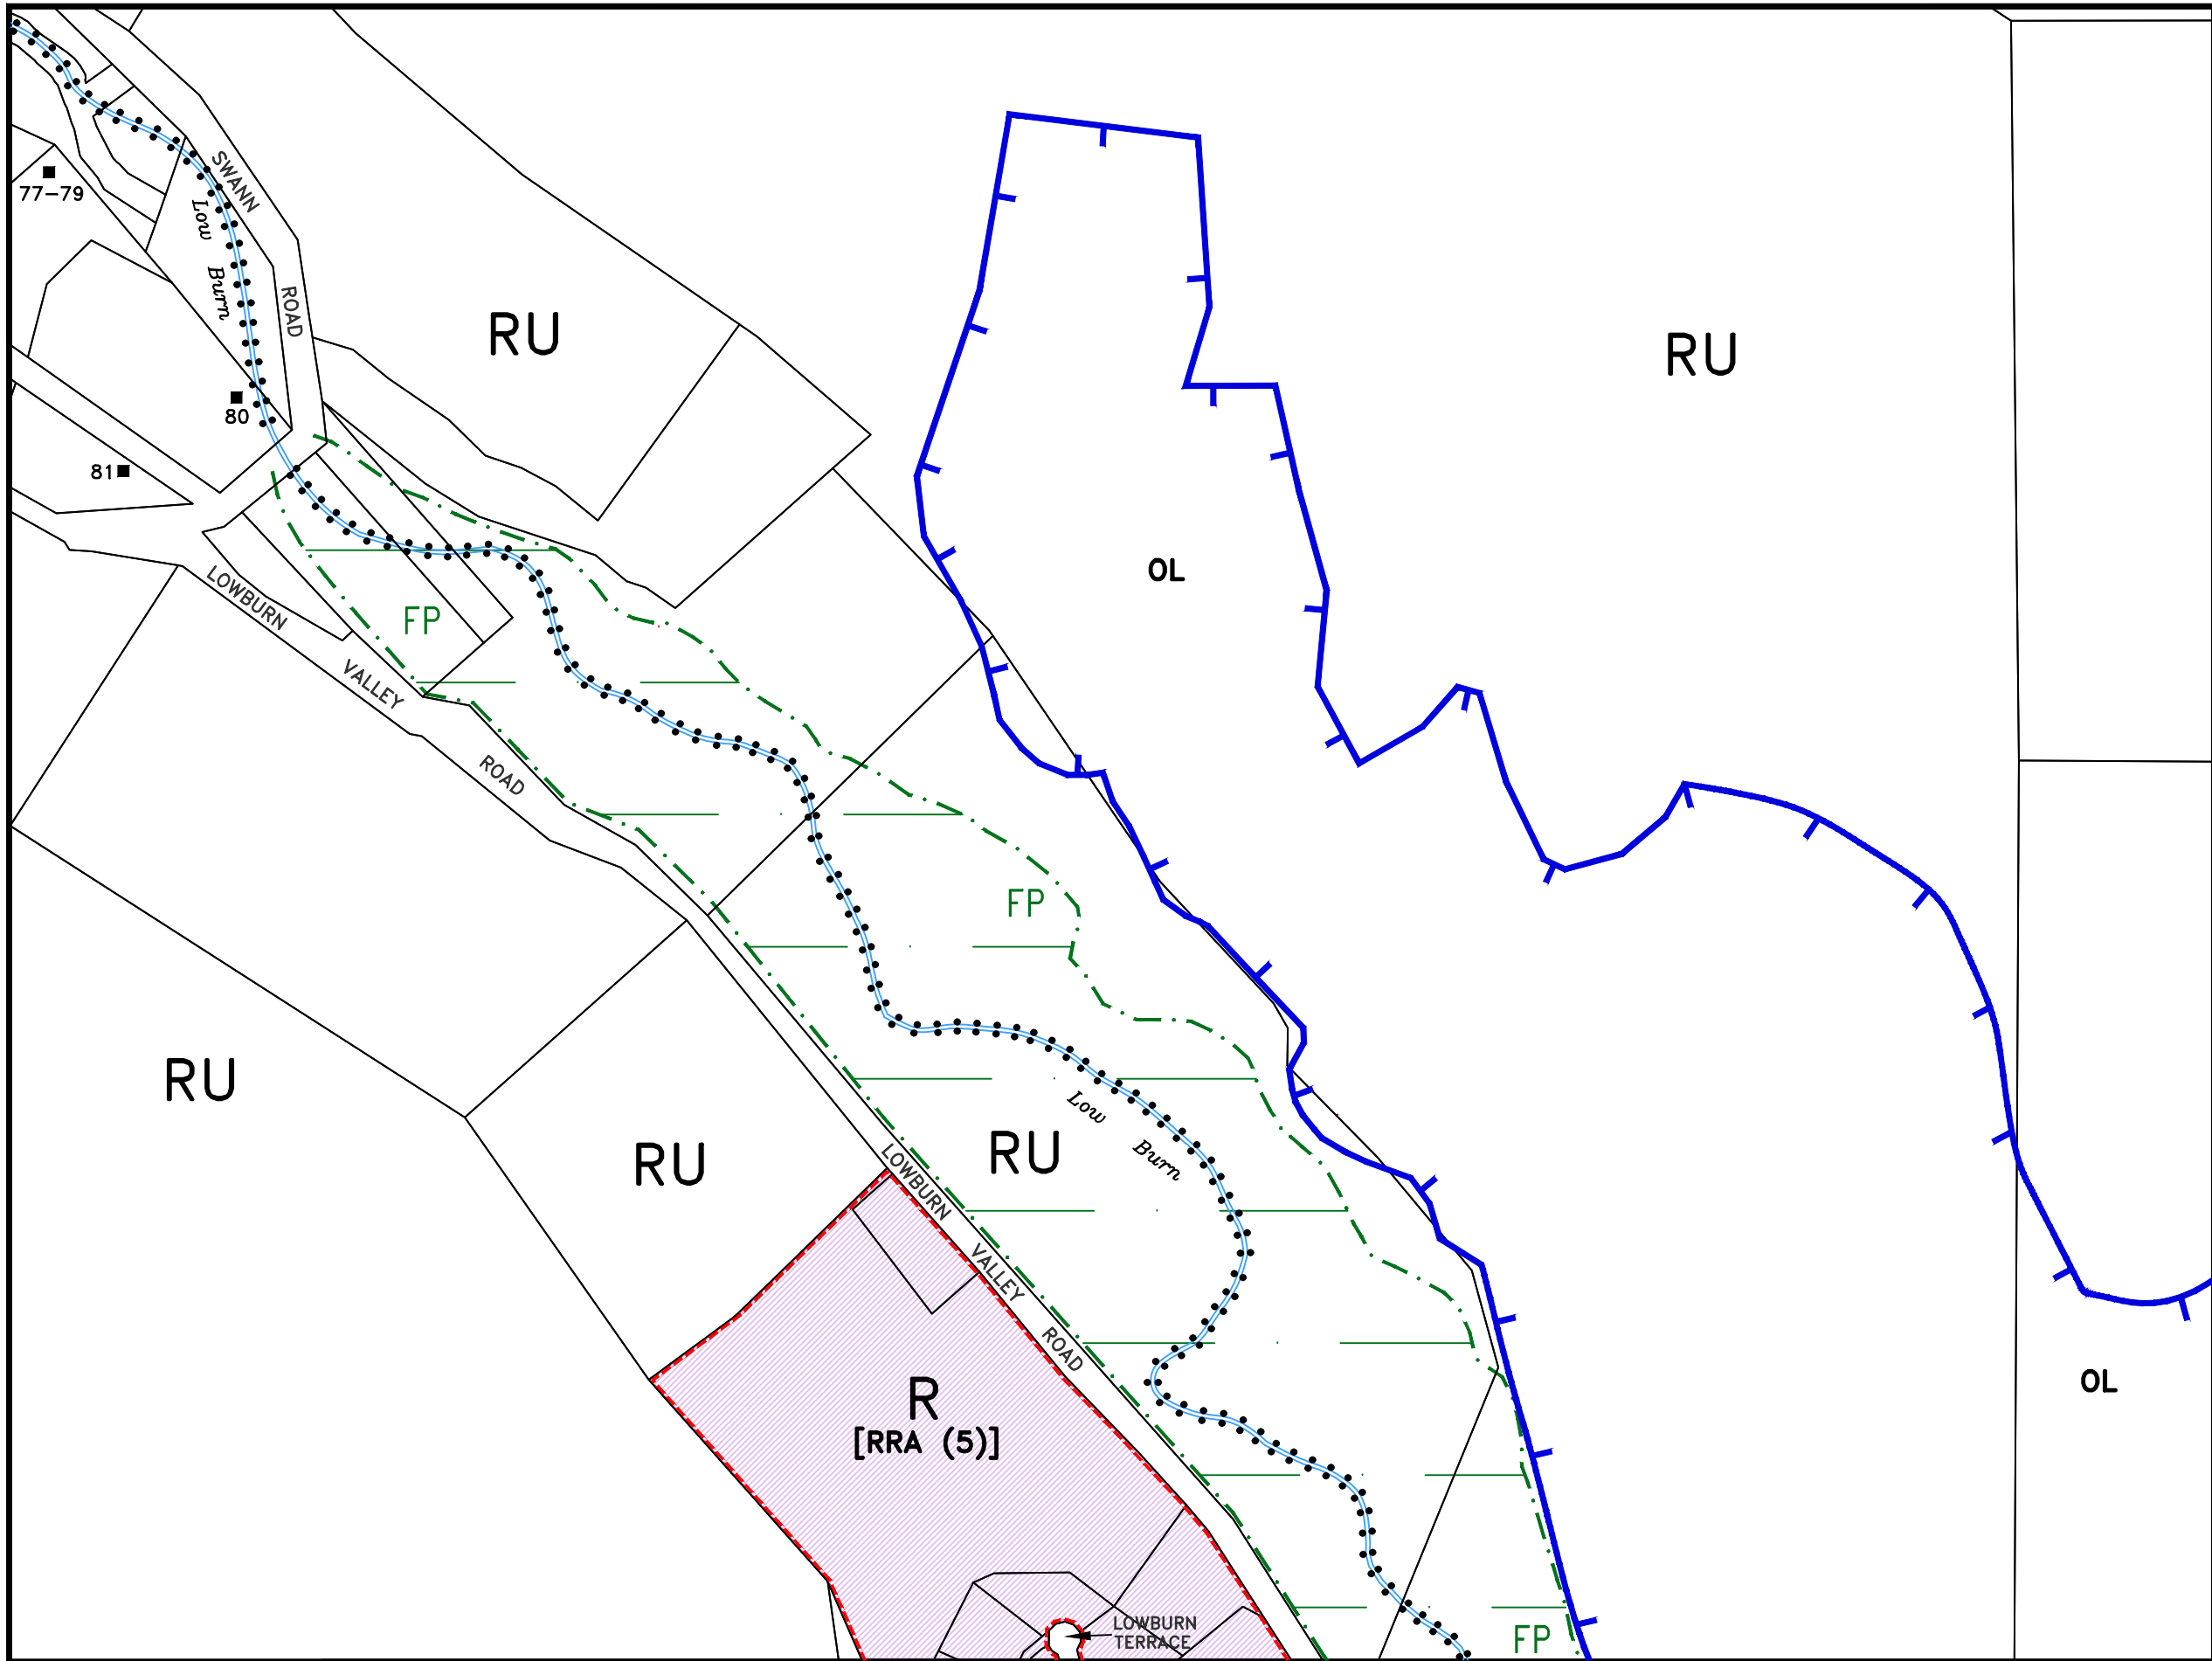 SWANN
77-79
Low
Burn
ROAD
RU
RU
80
81
OL
LOWBURN
FP
VALLEY
ROAD
FP
RU
Low
Burn
RU
RU
LOWBURN
VALLEY
ROAD
R
[RRA (5)]
OL
LOWBURN
TERRACE
FP